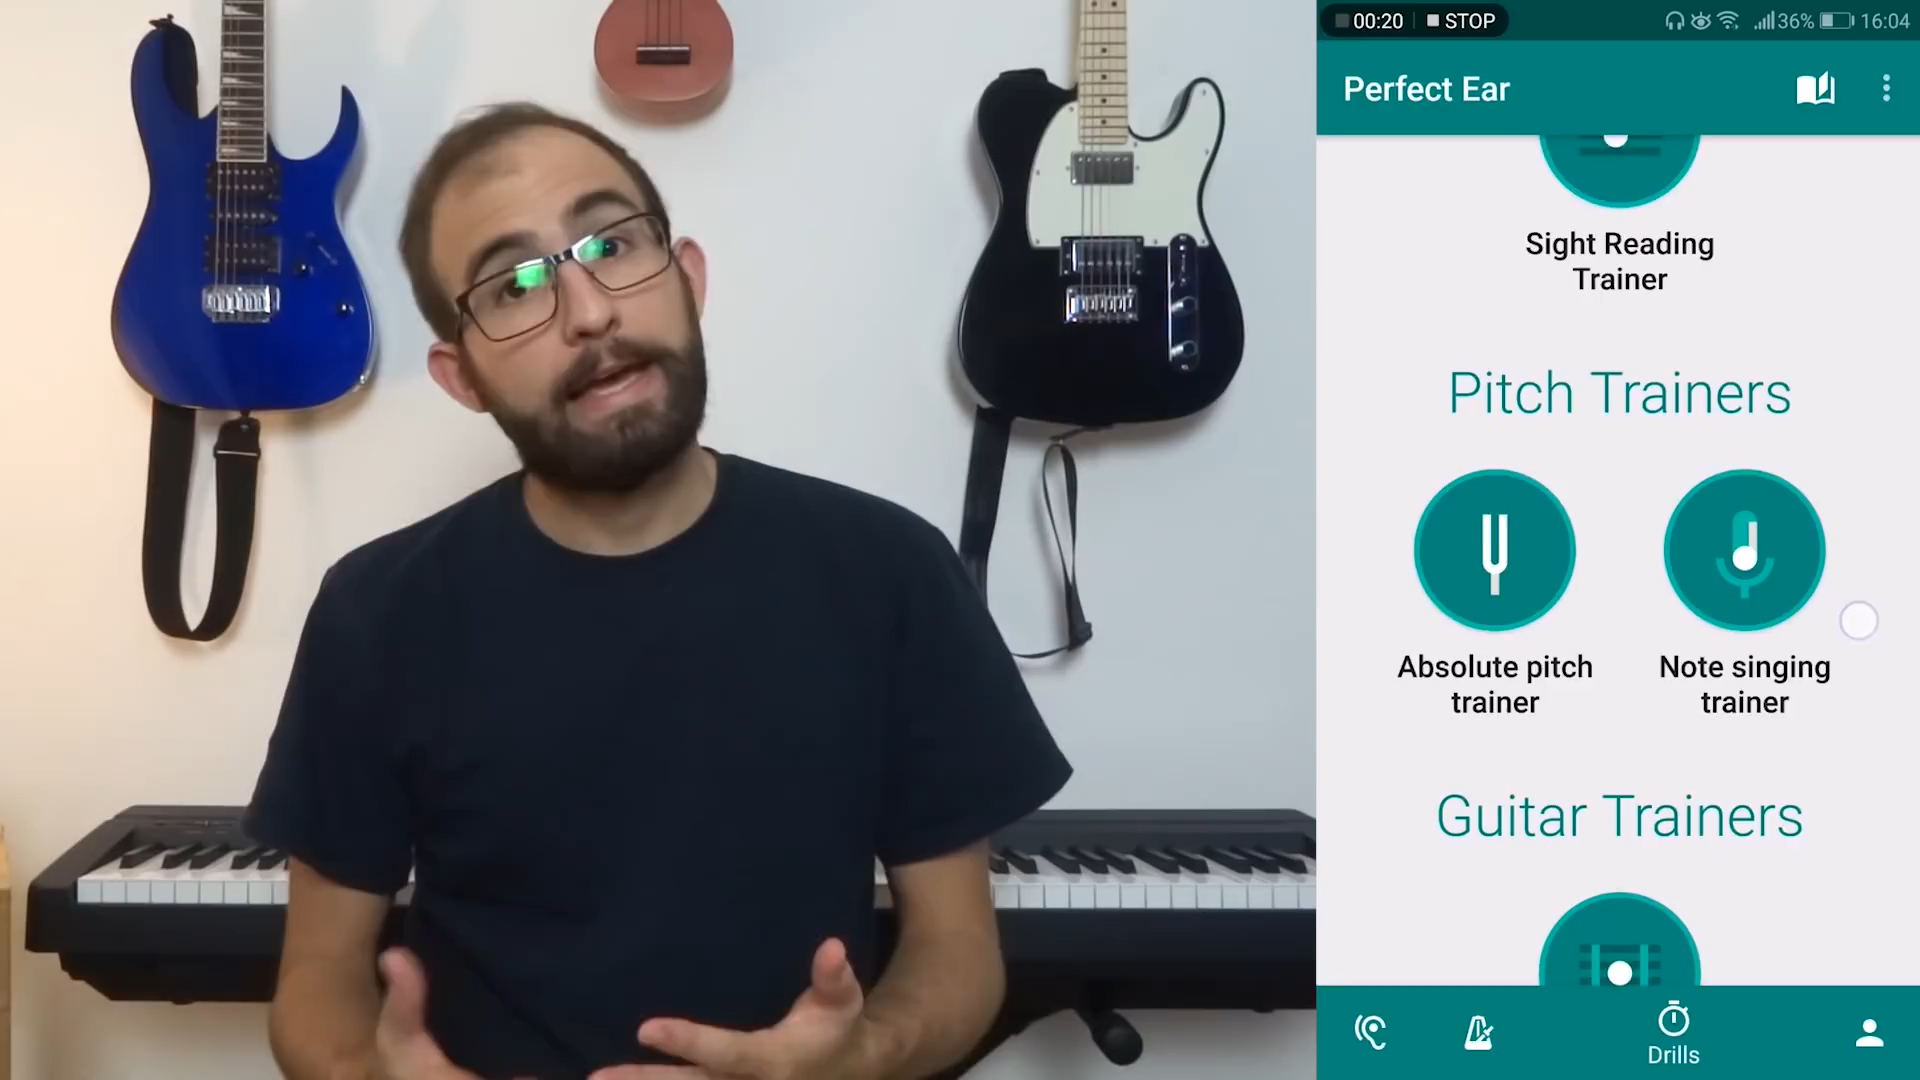 00:20 STOP 36% 16:04
Perfect Ear
Sight Reading
Trainer
Pitch Trainers
Absolute pitch
trainer
Note singing
trainer
Guitar Trainers
Drills